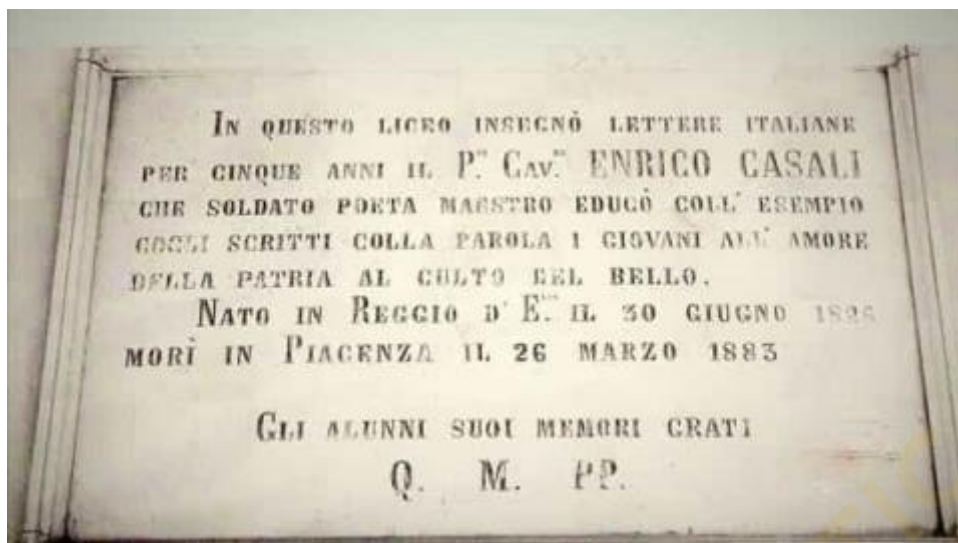 In questo liceo insegnò lettere italiane
per cinque anni il P.re Cav.re ENRICO CASALI
che soldato poeta maestro educò coll' esempio
cogli scritti colla parola i giovani all' amore
della patria al culto del bello.
Nato in Reggio d' E. il 30 giugno
morì in Piacenza il 26 marzo 1883
Gli alunni suoi memori grati
Q. M. PP.